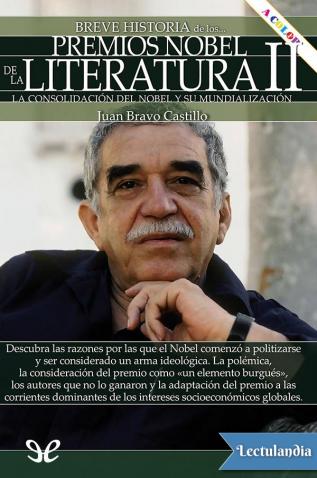 A COLOR
BREVE HISTORIA de los...
PREMIOS NOBEL
DE LA LITERATURA II
LA CONSOLIDACIÓN DEL NOBEL Y SU MUNDIALIZACIÓN
Juan Bravo Castillo
Descubra las razones por las que el Nobel comenzó a politizarse
y ser considerado un arma ideológica. La polémica,
la consideración del premio como «un elemento burgués»,
los autores que no lo ganaron y la adaptación del premio a las
corrientes dominantes de los intereses socioeconómicos globales.
Lectulandia